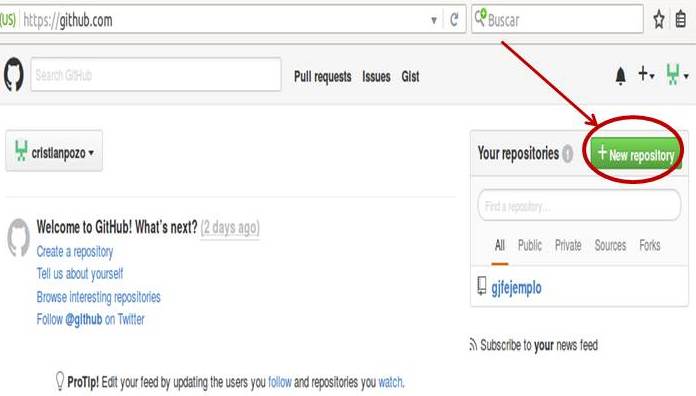 (US) https://github.com
Buscar
Search GitHub
Pull requests Issues Gist
cristianpozo
Your repositories 1
+ New repository
Find a repository...
All Public Private Sources Forks
gjfejemplo
Welcome to GitHub! What's next? (2 days ago)
Create a repository
Tell us about yourself
Browse interesting repositories
Follow @github on Twitter
Subscribe to your news feed
ProTip! Edit your feed by updating the users you follow and repositories you watch.